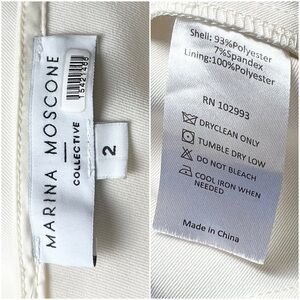 MARINA MOSCONE
COLLECTIVE
2
15421486
Shell: 93%Polyester
7%Spandex
Lining:100%Polyester
RN 102993
DRYCLEAN ONLY
TUMBLE DRY LOW
DO NOT BLEACH
COOL IRON WHEN
NEEDED
Made in China